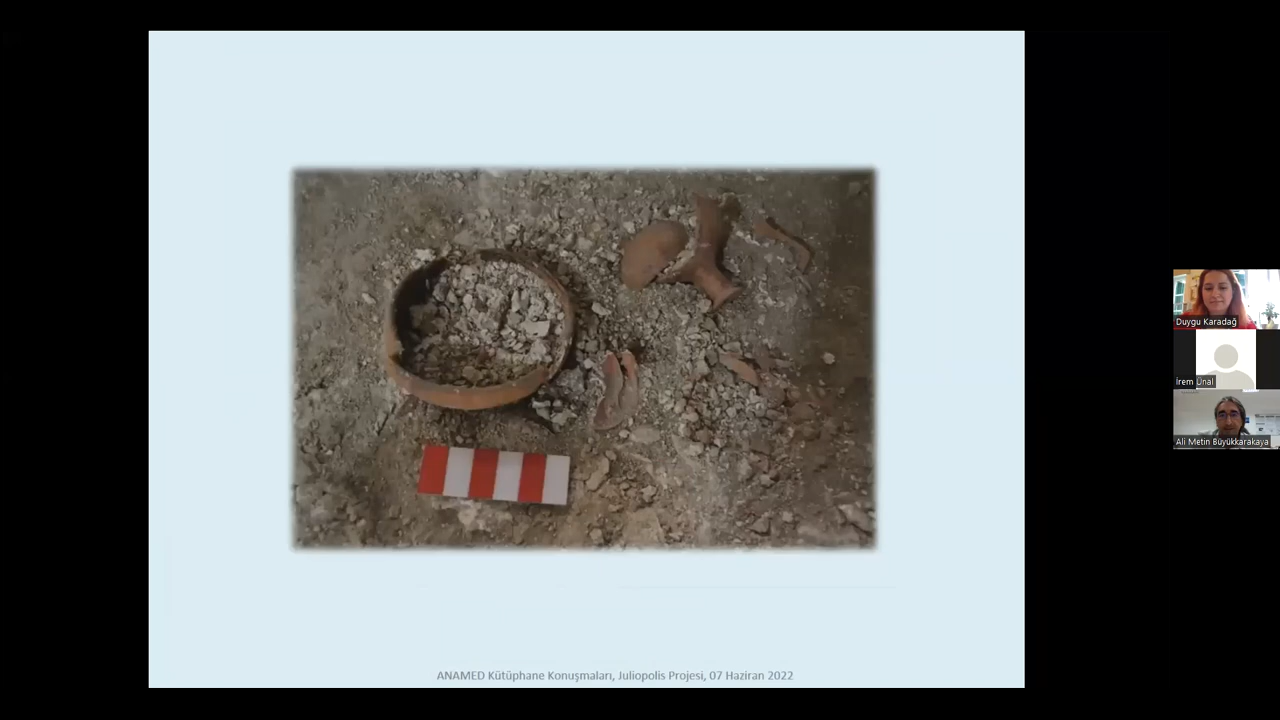 Duygu Karadağ
İrem Ünal
Ali Metin Büyükkarakaya
ANAMED Kütüphane Konuşmaları, Juliopolis Projesi, 07 Haziran 2022